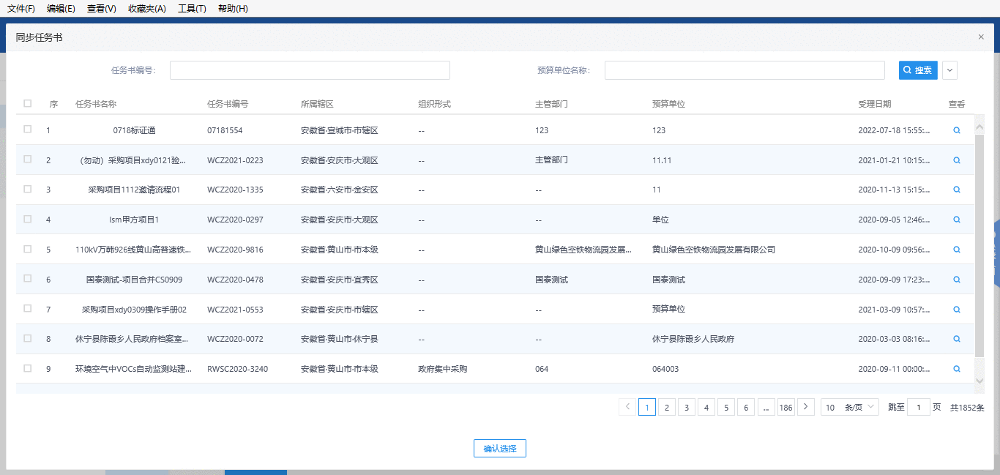 文件(F) 编辑(E) 查看(V) 收藏夹(A) 工具(T) 帮助(H)
同步任务书
任务书编号: 预算单位名称: 搜索
序 任务书名称 任务书编号 所属辖区 组织形式 主管部门 预算单位 受理日期 查看
1 0718标证通 07181554 安徽省·宣城市·市辖区 -- 123 123 2022-07-18 15:55:...
2 （勿动）采购项目xdy0121验... WCZ2021-0223 安徽省·安庆市·大观区 -- 主管部门 11.11 2021-01-21 10:15:...
3 采购项目1112邀请流程01 WCZ2020-1335 安徽省·六安市·金安区 -- -- 11 2020-11-13 15:15:...
4 lsm甲方项目1 WCZ2020-0297 安徽省·安庆市·大观区 -- -- 单位 2020-09-05 12:46:...
5 110kV万韩926线黄山高普速铁... WCZ2020-9816 安徽省·黄山市·市本级 -- 黄山绿色空铁物流园发展... 黄山绿色空铁物流园发展有限公司 2020-10-09 09:56:...
6 国泰测试-项目合并CS0909 WCZ2020-0478 安徽省·安庆市·宜秀区 -- 国泰测试 国泰测试 2020-09-09 17:23:...
7 采购项目xdy0309操作手册02 WCZ2021-0553 安徽省·安庆市·市辖区 -- -- 预算单位 2021-03-09 10:57:...
8 休宁县陈霞乡人民政府档案室... WCZ2020-0072 安徽省·黄山市·休宁县 -- -- 休宁县陈霞乡人民政府 2020-03-03 08:16:...
9 环境空气中VOCs自动监测站建... RWSC2020-3240 安徽省·黄山市·市本级 政府集中采购 064 064003 2020-09-11 00:00:...
1 2 3 4 5 6 ... 186 10 条/页 跳至 1 页 共1852条
确认选择